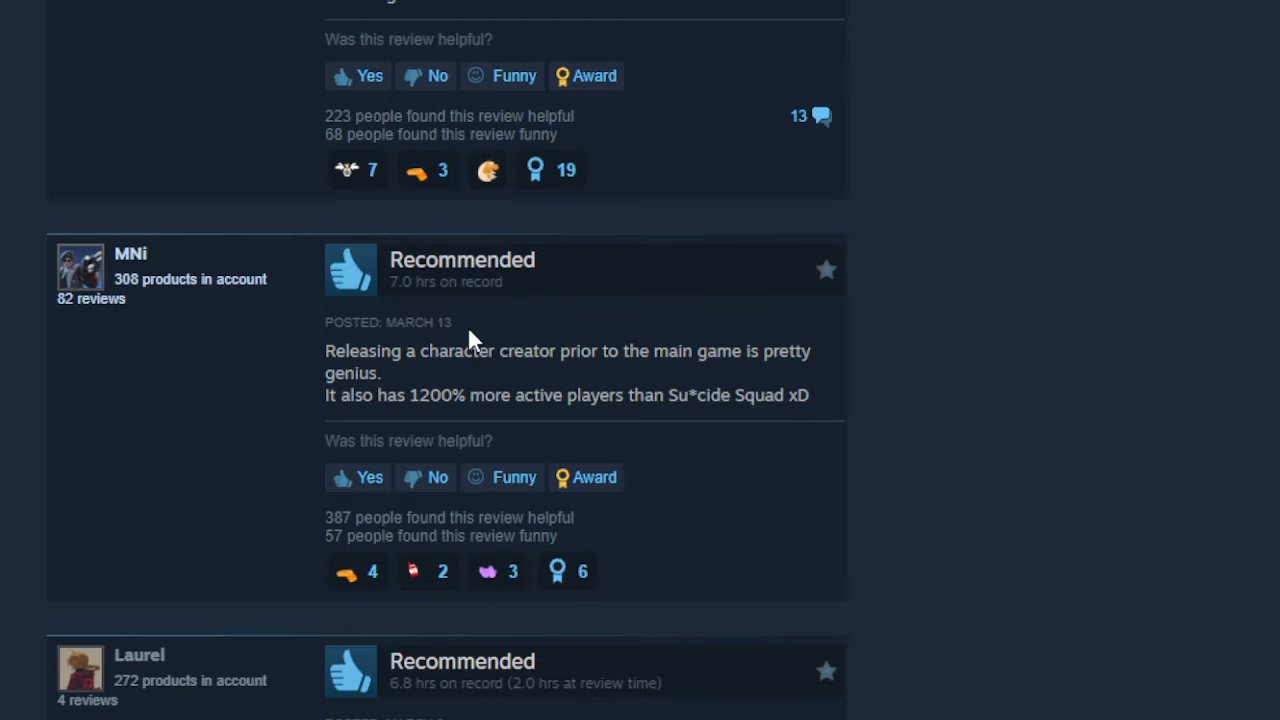 Was this review helpful?
Yes No Funny Award
223 people found this review helpful 13
68 people found this review funny
7 3 19
MNi
308 products in account
82 reviews
Recommended
7.0 hrs on record
POSTED: MARCH 13
Releasing a character creator prior to the main game is pretty
genius.
It also has 1200% more active players than Su*cide Squad xD
Was this review helpful?
Yes No Funny Award
387 people found this review helpful
57 people found this review funny
4 2 3 6
Laurel
272 products in account
4 reviews
Recommended
6.8 hrs on record (2.0 hrs at review time)